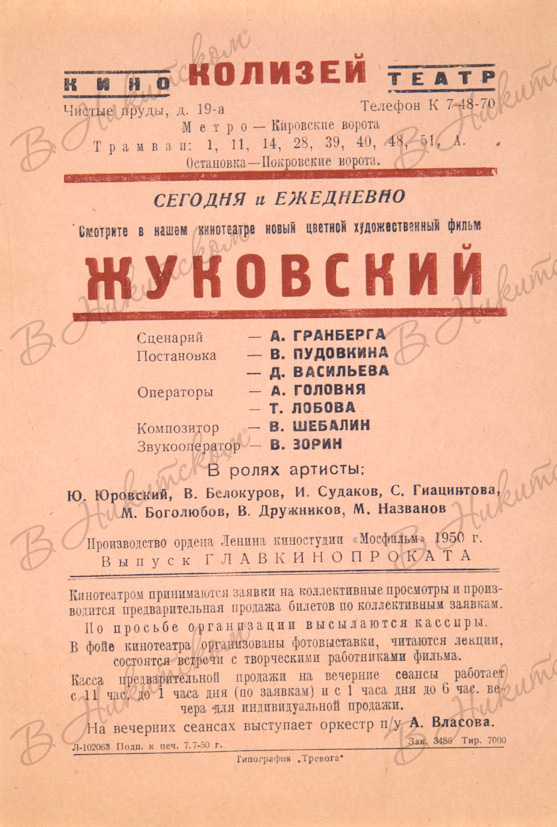 КИНО КОЛИЗЕЙ ТЕАТР
Чистые пруды, д. 19-а Телефон К 7-48-70
Метро — Кировские ворота
Трамваи: 1, 11, 14, 28, 39, 40, 48, 51, А.
Остановка—Покровские ворота.
СЕГОДНЯ и ЕЖЕДНЕВНО
Смотрите в нашем кинотеатре новый цветной художественный фильм
ЖУКОВСКИЙ
Сценарий — А. ГРАНБЕРГА
Постановка — В. ПУДОВКИНА
— Д. ВАСИЛЬЕВА
Операторы — А. ГОЛОВНЯ
— Т. ЛОБОВА
Композитор — В. ШЕБАЛИН
Звукооператор — В. ЗОРИН
В ролях артисты:
Ю. Юровский, В. Белокуров, И. Судаков, С. Гиацинтова,
М. Боголюбов, В. Дружников, М. Названов
Производство ордена Ленина киностудии «Мосфильм» 1950 г.
Выпуск ГЛАВКИНОПРОКАТА
Кинотеатром принимаются заявки на коллективные просмотры и произ-
водится предварительная продажа билетов по коллективным заявкам.
По просьбе организации высылаются кассиры.
В фойе кинотеатра организованы фотовыставки, читаются лекции,
состоятся встречи с творческими работниками фильма.
Касса предварительной продажи на вечерние сеансы работает
с 11 час. до 1 часа дня (по заявкам) и с 1 часа дня до 6 час. ве-
чера для индивидуальной продажи.
На вечерних сеансах выступает оркестр п/у А. Власова.
Л-102063 Подп. к печ. 7.7-50 г. Зак. 3486 Тир. 7000
Типография „Тревога"
В Никитском